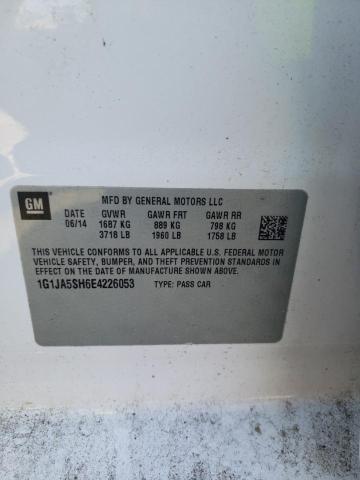 GM
MFD BY GENERAL MOTORS LLC
DATE GVWR GAWR FRT GAWR RR
06/14 1687 KG 889 KG 798 KG
3718 LB 1960 LB 1758 LB
THIS VEHICLE CONFORMS TO ALL APPLICABLE U.S. FEDERAL MOTOR
VEHICLE SAFETY, BUMPER, AND THEFT PREVENTION STANDARDS
IN EFFECT ON THE DATE OF MANUFACTURE SHOWN ABOVE.
1G1JA5SH6E4226053 TYPE: PASS CAR